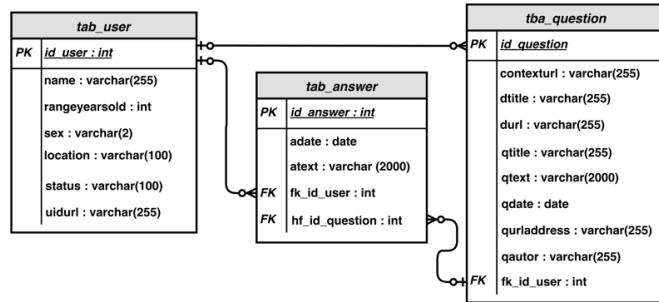 tab_user
PK id_user : int
name : varchar(255)
rangeyearsold : int
sex : varchar(2)
location : varchar(100)
status : varchar(100)
uidurl : varchar(255)
tab_answer
PK id_answer : int
adate : date
atext : varchar (2000)
FK fk_id_user : int
FK hf_id_question : int
tba_question
PK id_question
contexturl : varchar(255)
dtitle : varchar(255)
durl : varchar(255)
qtitle : varchar(255)
qtext : varchar(2000)
qdate : date
qurladdress : varchar(255)
qautor : varchar(255)
FK fk_id_user : int